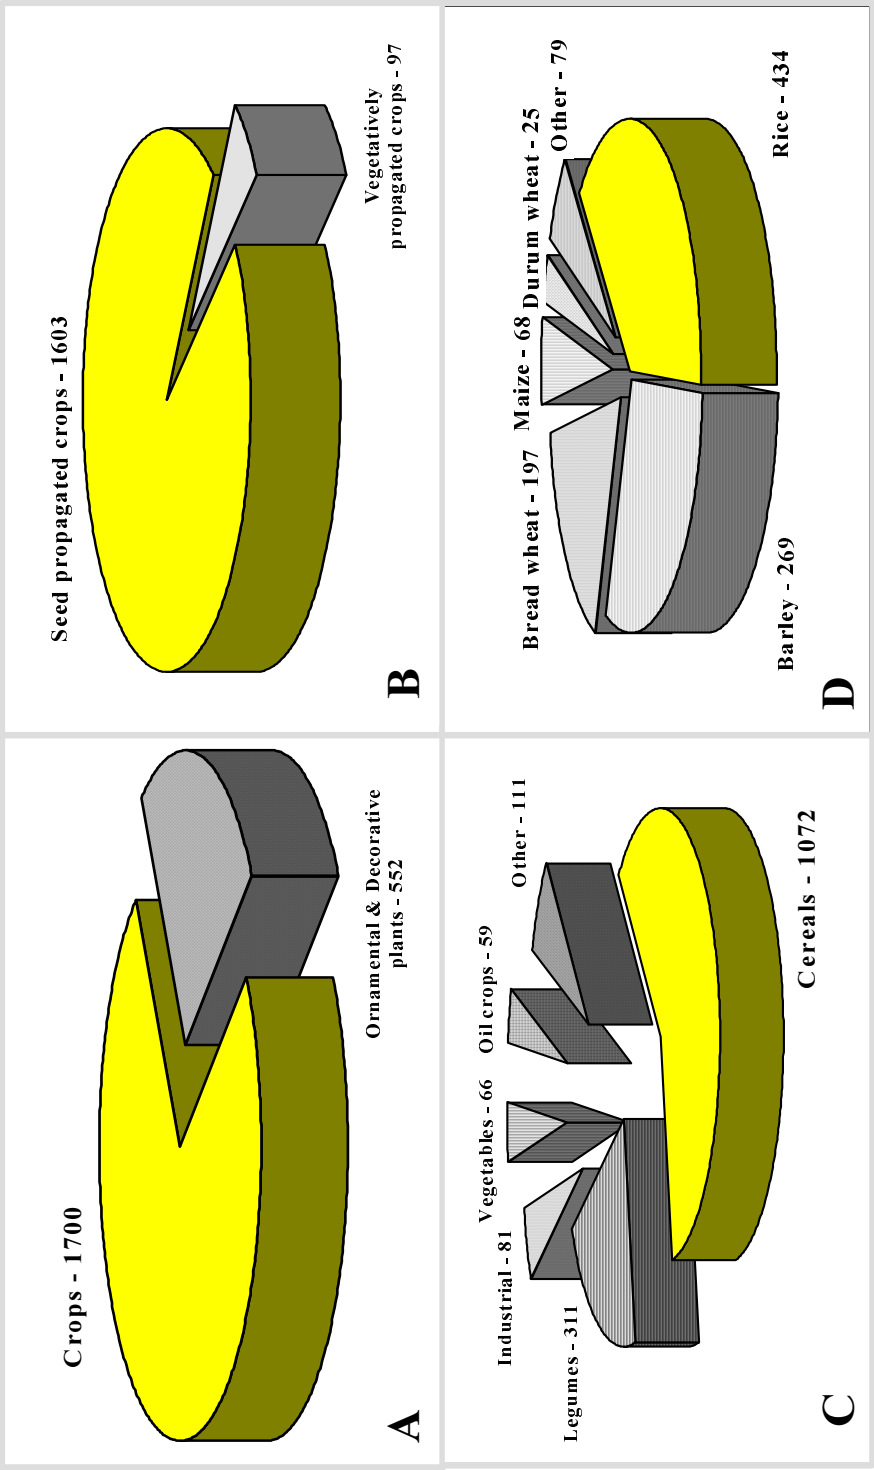 A
Crops - 1700
Ornamental & Decorative
plants - 552
B
Seed propagated crops - 1603
Vegetatively
propagated crops - 97
C
Legumes - 311
Industrial - 81
Vegetables - 66
Oil crops - 59
Other - 111
Cereals - 1072
D
Bread wheat - 197
Maize - 68
Durum wheat - 25
Other - 79
Barley - 269
Rice - 434